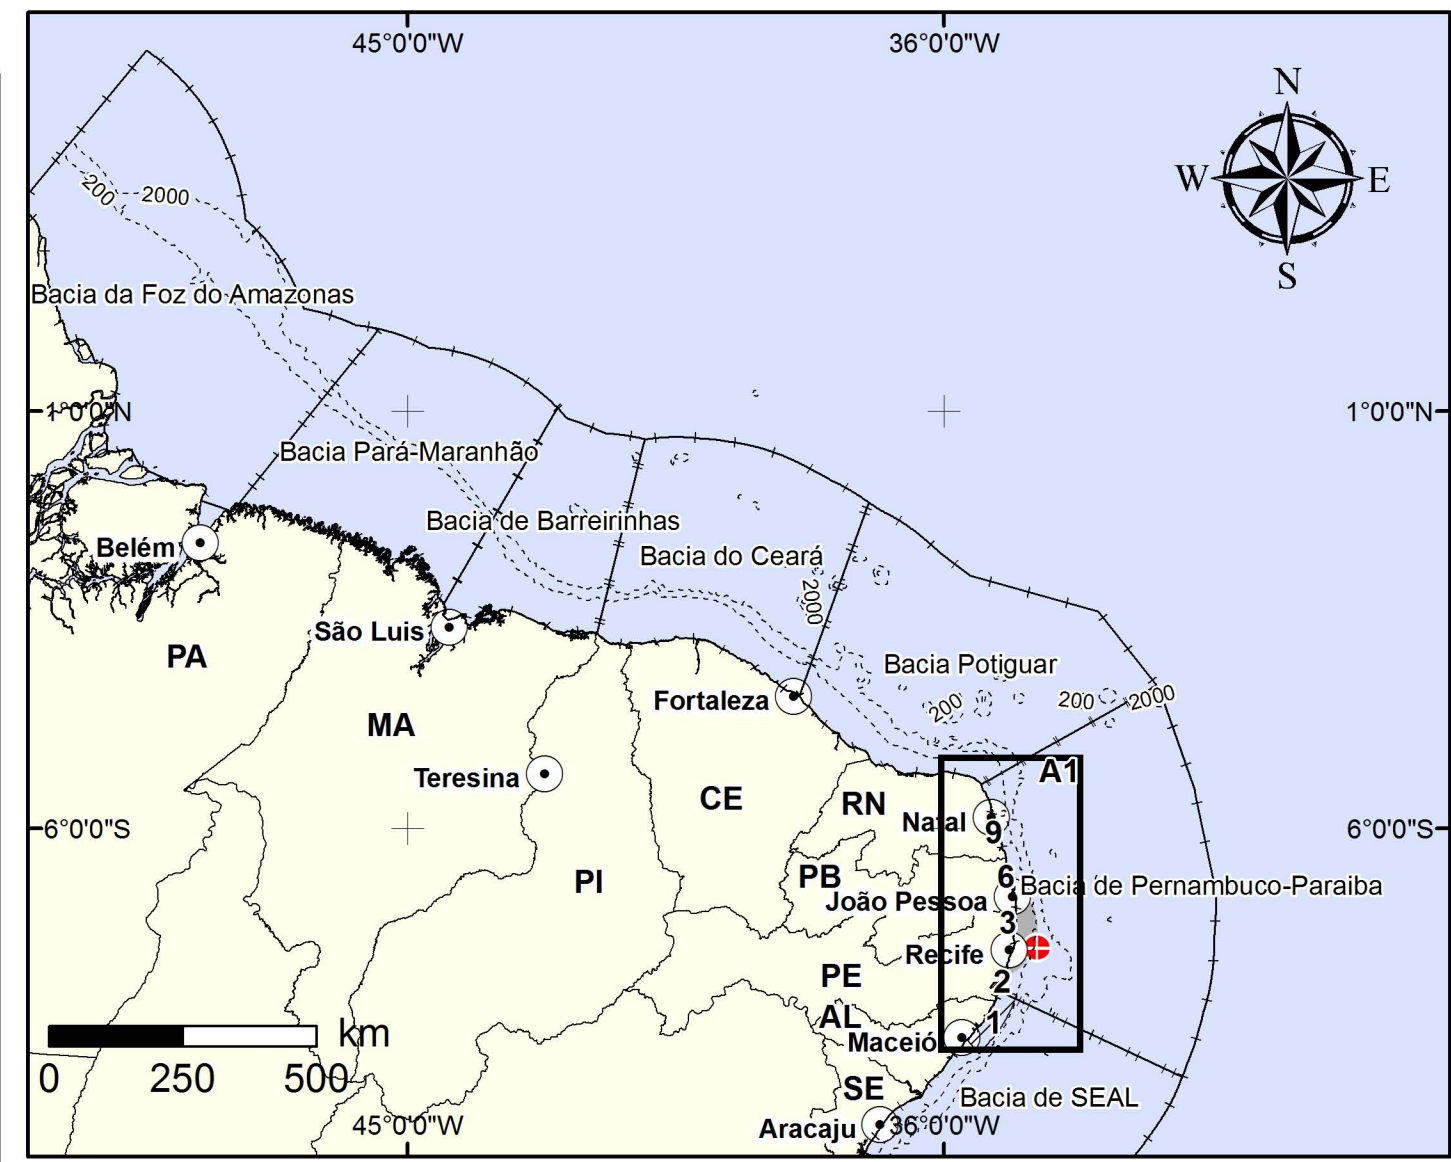 45°0'0"W
36°0'0"W
N
W
E
S
200
2000
Bacia da Foz do Amazonas
1°0'0"N
1°0'0"N
Bacia Pará-Maranhão
Bacia de Barreirinhas
Belém
Bacia do Ceará
2000
São Luis
PA
Bacia Potiguar
Fortaleza
200
200
2000
MA
A1
Teresina
CE
RN
Natal
9
6°0'0"S
6°0'0"S
PI
PB
6
Bacia de Pernambuco-Paraiba
João Pessoa
3
Recife
PE
2
AL
1
Maceió
km
0
250
500
SE
Bacia de SEAL
Aracaju
45°0'0"W
36°0'0"W